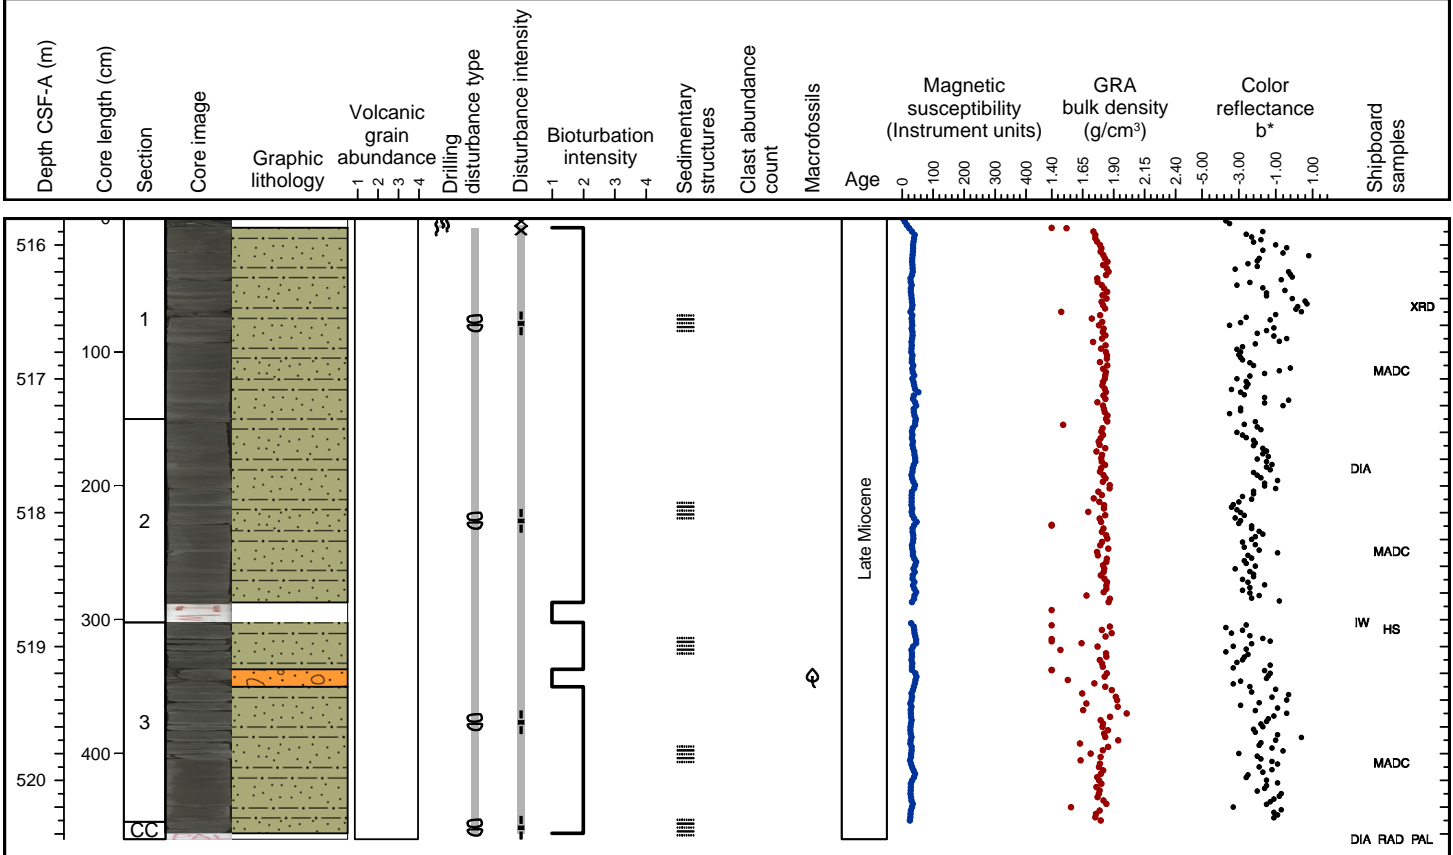 Depth CSF-A (m)
Core length (cm)
Section
Core image
Graphic
lithology
Volcanic
grain
abundance
1 2 3 4
Drilling
disturbance type
Disturbance intensity
Bioturbation
intensity
1 2 3 4
Sedimentary
structures
Clast abundance
count
Macrofossils
Age
Magnetic
susceptibility
(Instrument units)
0 100 200 300 400
GRA
bulk density
(g/cm³)
1.40 1.65 1.90 2.15 2.40
Color
reflectance
b*
-5.00 -3.00 -1.00 1.00
Shipboard
samples
0
516
1
XRD
100
517
MADC
DIA
200
2
518
MADC
Late Miocene
300
IW
HS
519
3
400
MADC
520
CC
DIA RAD PAL